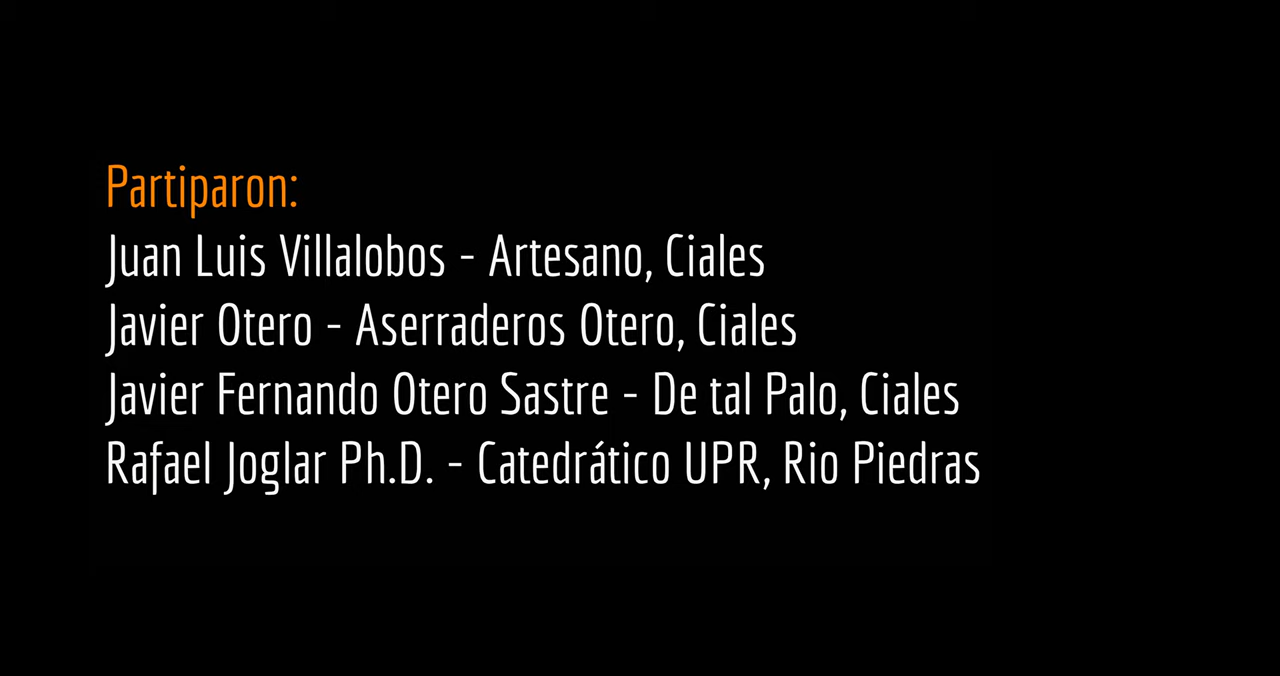 Partiparon:
Juan Luis Villalobos - Artesano, Ciales
Javier Otero - Aserraderos Otero, Ciales
Javier Fernando Otero Sastre - De tal Palo, Ciales
Rafael Joglar Ph.D. - Catedrático UPR, Rio Piedras